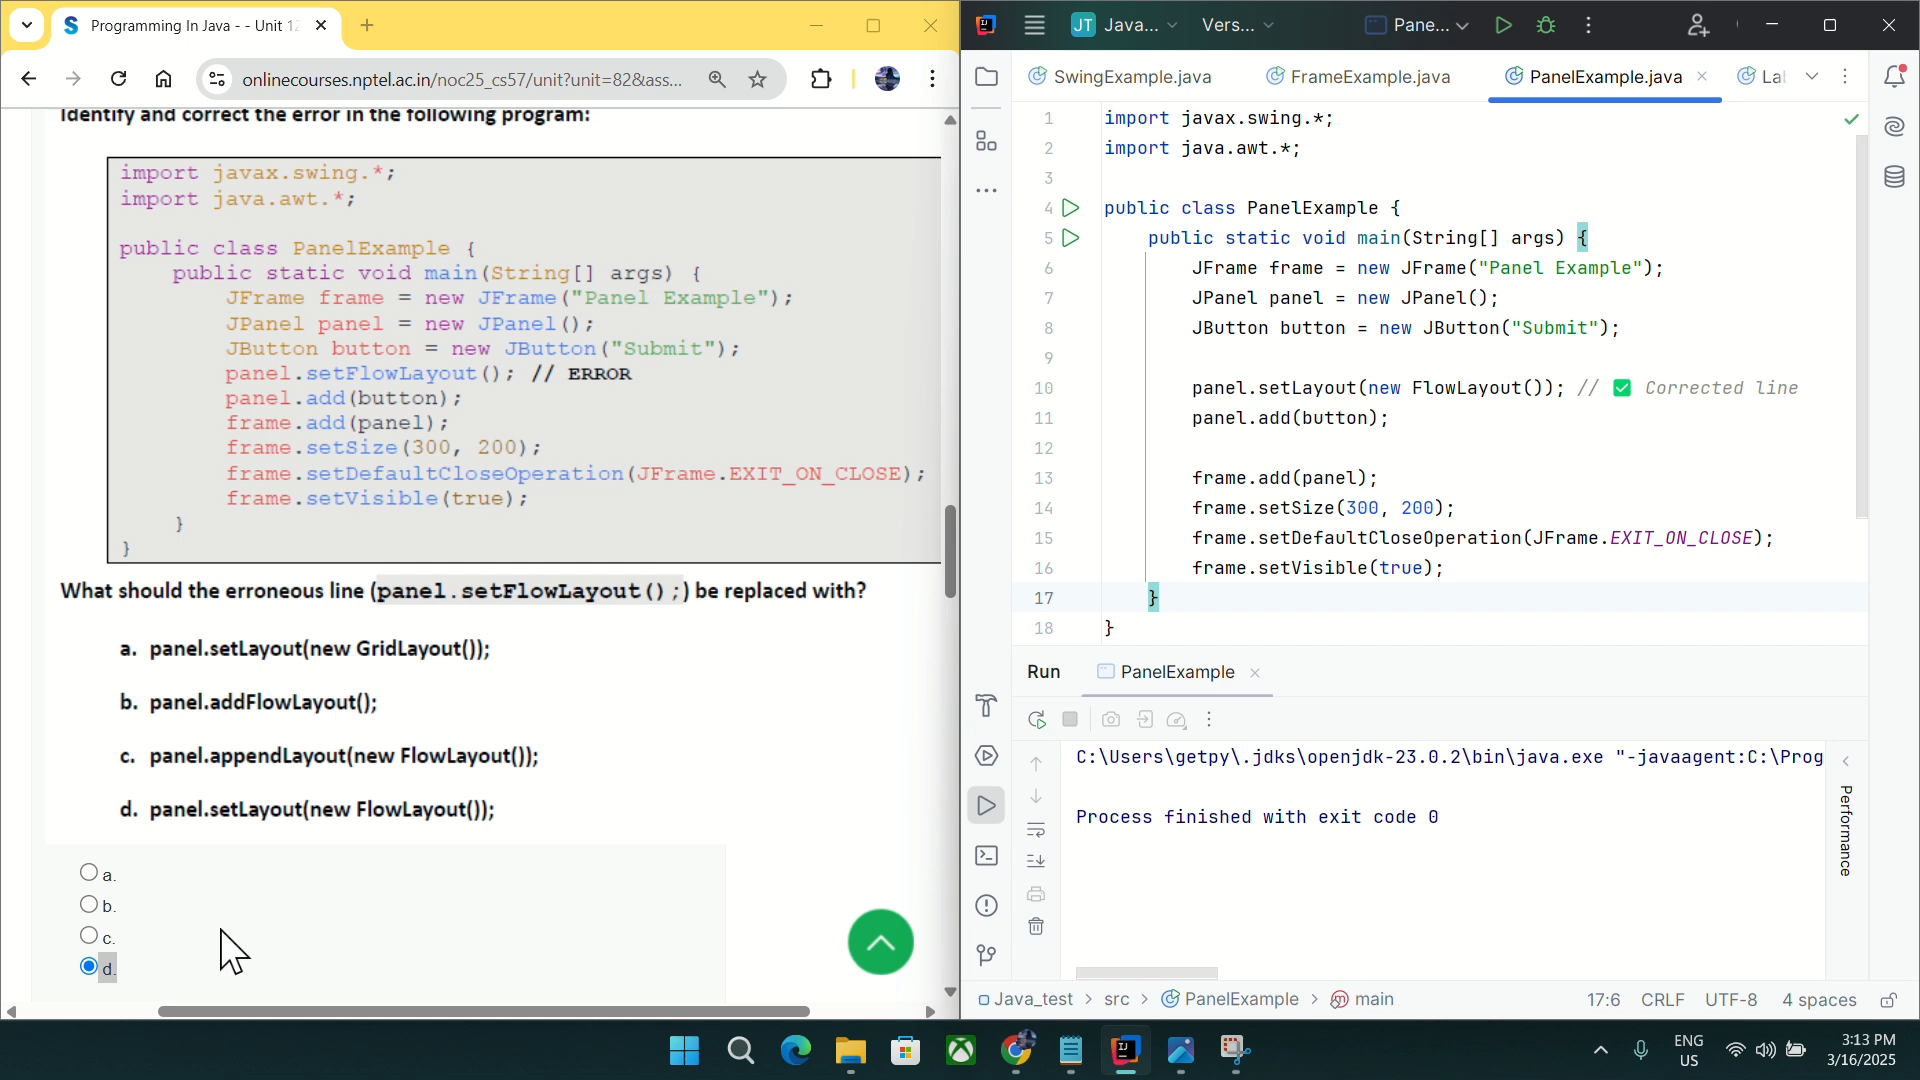 Programming In Java - - Unit 12
onlinecourses.nptel.ac.in/noc25_cs57/unit?unit=82&ass...
Identify and correct the error in the following program:
import javax.swing.*;
import java.awt.*;
public class PanelExample {
public static void main(String[] args) {
JFrame frame = new JFrame("Panel Example");
JPanel panel = new JPanel();
JButton button = new JButton("Submit");
panel.setFlowLayout(); // ERROR
panel.add(button);
frame.add(panel);
frame.setSize(300, 200);
frame.setDefaultCloseOperation(JFrame.EXIT_ON_CLOSE);
frame.setVisible(true);
}
}
What should the erroneous line (panel.setFlowLayout();) be replaced with?
a. panel.setLayout(new GridLayout());
b. panel.addFlowLayout();
c. panel.appendLayout(new FlowLayout());
d. panel.setLayout(new FlowLayout());
a.
b.
c.
d.
JT Java... Vers... Pane...
SwingExample.java FrameExample.java PanelExample.java La
1 import javax.swing.*;
2 import java.awt.*;
3
4 public class PanelExample {
5 public static void main(String[] args) {
6 JFrame frame = new JFrame("Panel Example");
7 JPanel panel = new JPanel();
8 JButton button = new JButton("Submit");
9
10 panel.setLayout(new FlowLayout()); // ✅ Corrected line
11 panel.add(button);
12
13 frame.add(panel);
14 frame.setSize(300, 200);
15 frame.setDefaultCloseOperation(JFrame.EXIT_ON_CLOSE);
16 frame.setVisible(true);
17 }
18 }
Run PanelExample
C:\Users\getpy\.jdks\openjdk-23.0.2\bin\java.exe "-javaagent:C:\Prog
Process finished with exit code 0
Performance
Java_test > src > PanelExample > main 17:6 CRLF UTF-8 4 spaces
ENG
US
3:13 PM
3/16/2025